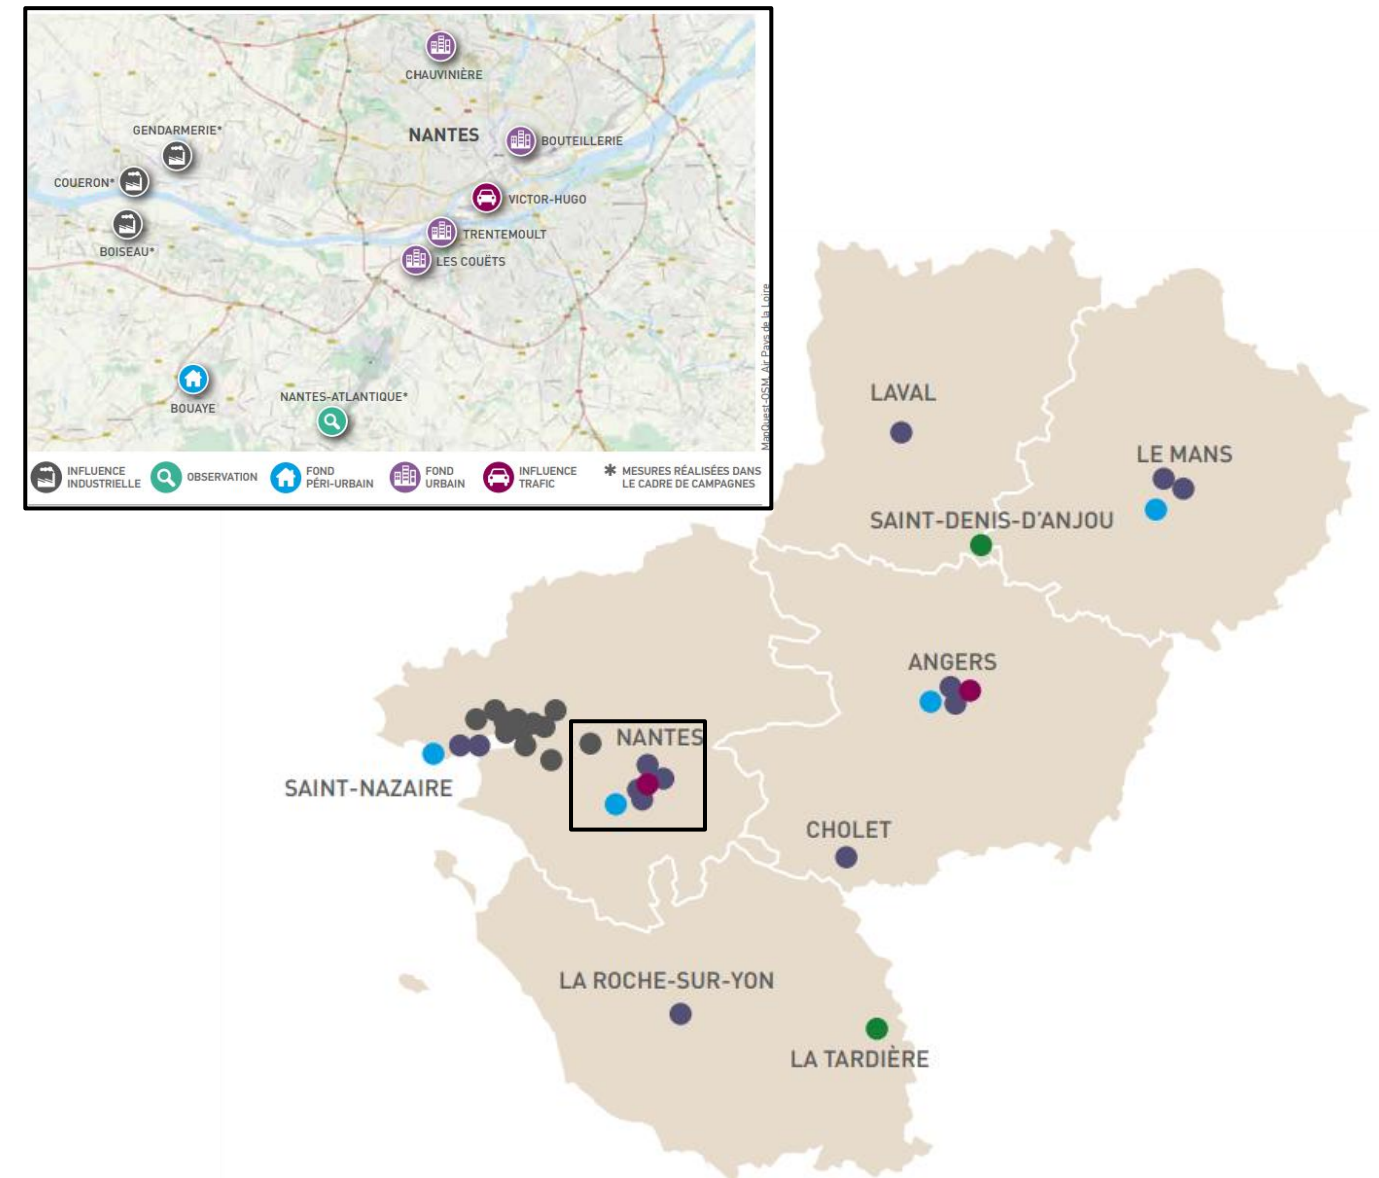 CHAUVINIÈRE
GENDARMERIE*
NANTES
BOUTEILLERIE
COUERON*
VICTOR-HUGO
TRENTEMOULT
BOISEAU*
LES COUËTS
BOUAYE
NANTES-ATLANTIQUE*
MapQuest-OSM, Air Pays de la Loire
INFLUENCE
INDUSTRIELLE
OBSERVATION
FOND
PÉRI-URBAIN
FOND
URBAIN
INFLUENCE
TRAFIC
* MESURES RÉALISÉES DANS
LE CADRE DE CAMPAGNES
LAVAL
LE MANS
SAINT-DENIS-D'ANJOU
ANGERS
NANTES
SAINT-NAZAIRE
CHOLET
LA ROCHE-SUR-YON
LA TARDIÈRE